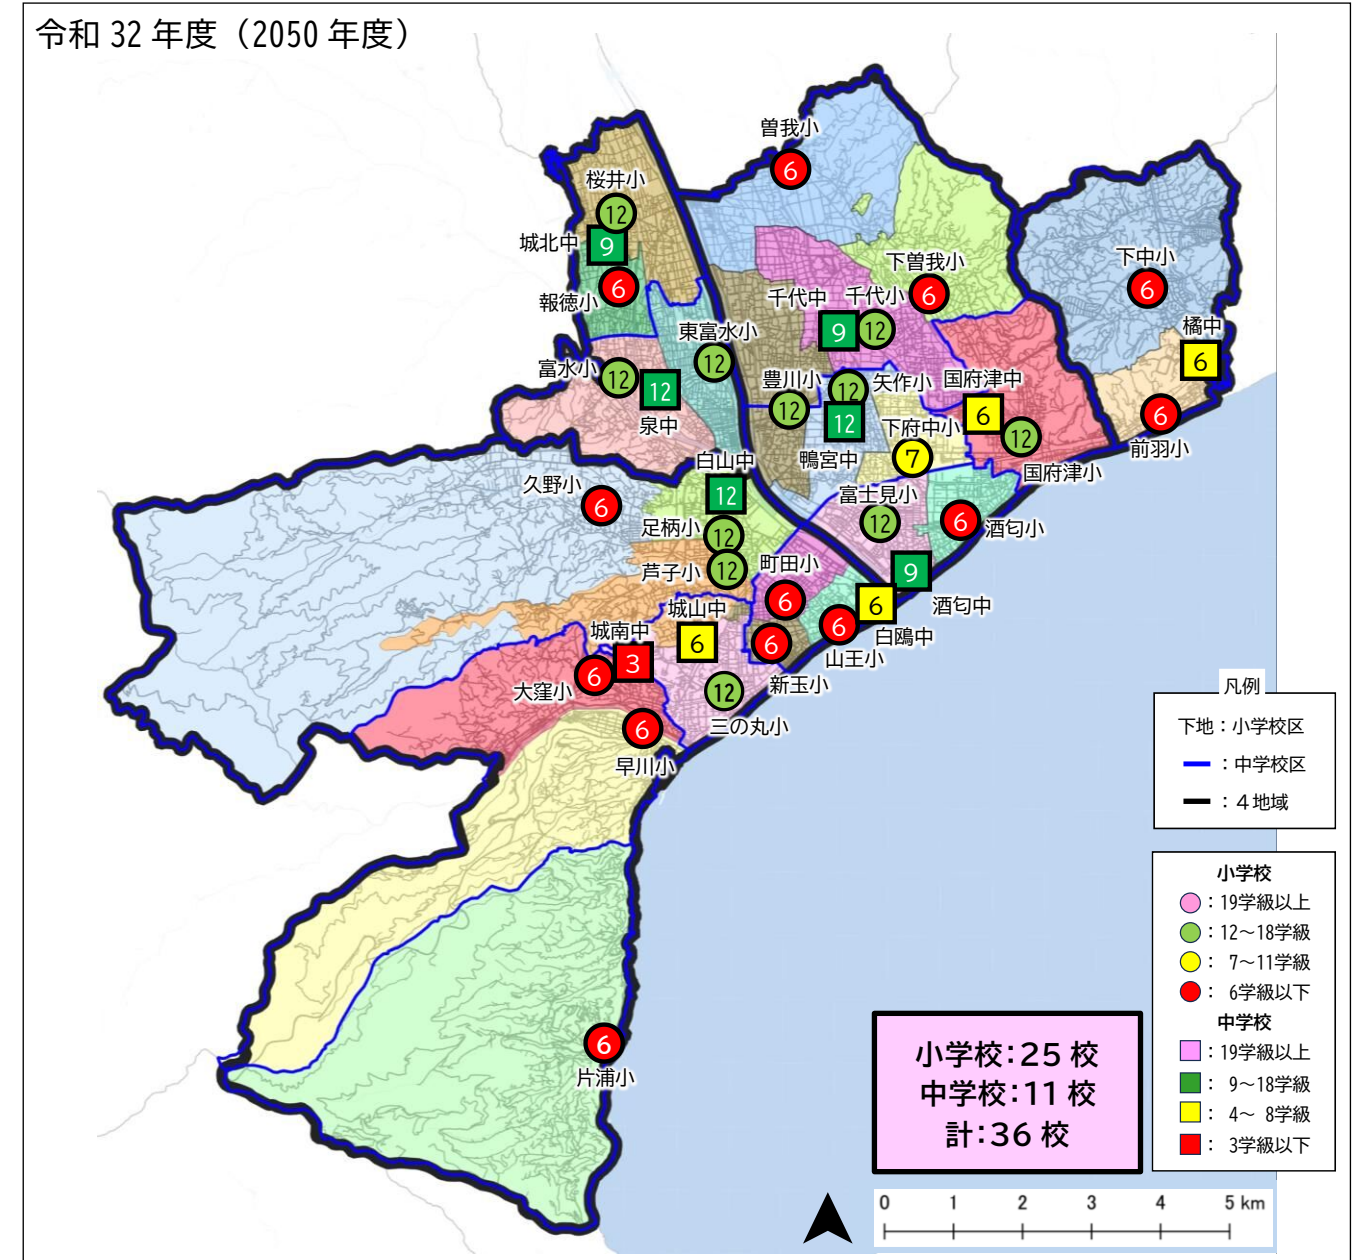 令和 32 年度（2050 年度）
曽我小
6
桜井小
12
城北中
9
報徳小
6
下曽我小
6
下中小
6
千代中
9
千代小
12
橘中
6
東富水小
12
富水小
12
泉中
12
豊川小
12
矢作小
12
鴨宮中
12
国府津中
6
国府津小
12
下府中小
7
前羽小
6
白山中
12
久野小
6
足柄小
12
富士見小
12
酒匂小
6
芦子小
12
町田小
6
酒匂中
9
白鴎中
6
山王小
6
城山中
6
城南中
3
新玉小
6
大窪小
6
三の丸小
12
早川小
6
片浦小
6
凡例
下地：小学校区
：中学校区
：４地域
小学校
：19学級以上
：12～18学級
： 7～11学級
： 6学級以下
中学校
：19学級以上
： 9～18学級
： 4～ 8学級
： 3学級以下
小学校：25 校
中学校：11 校
計：36 校
0 1 2 3 4 5 km